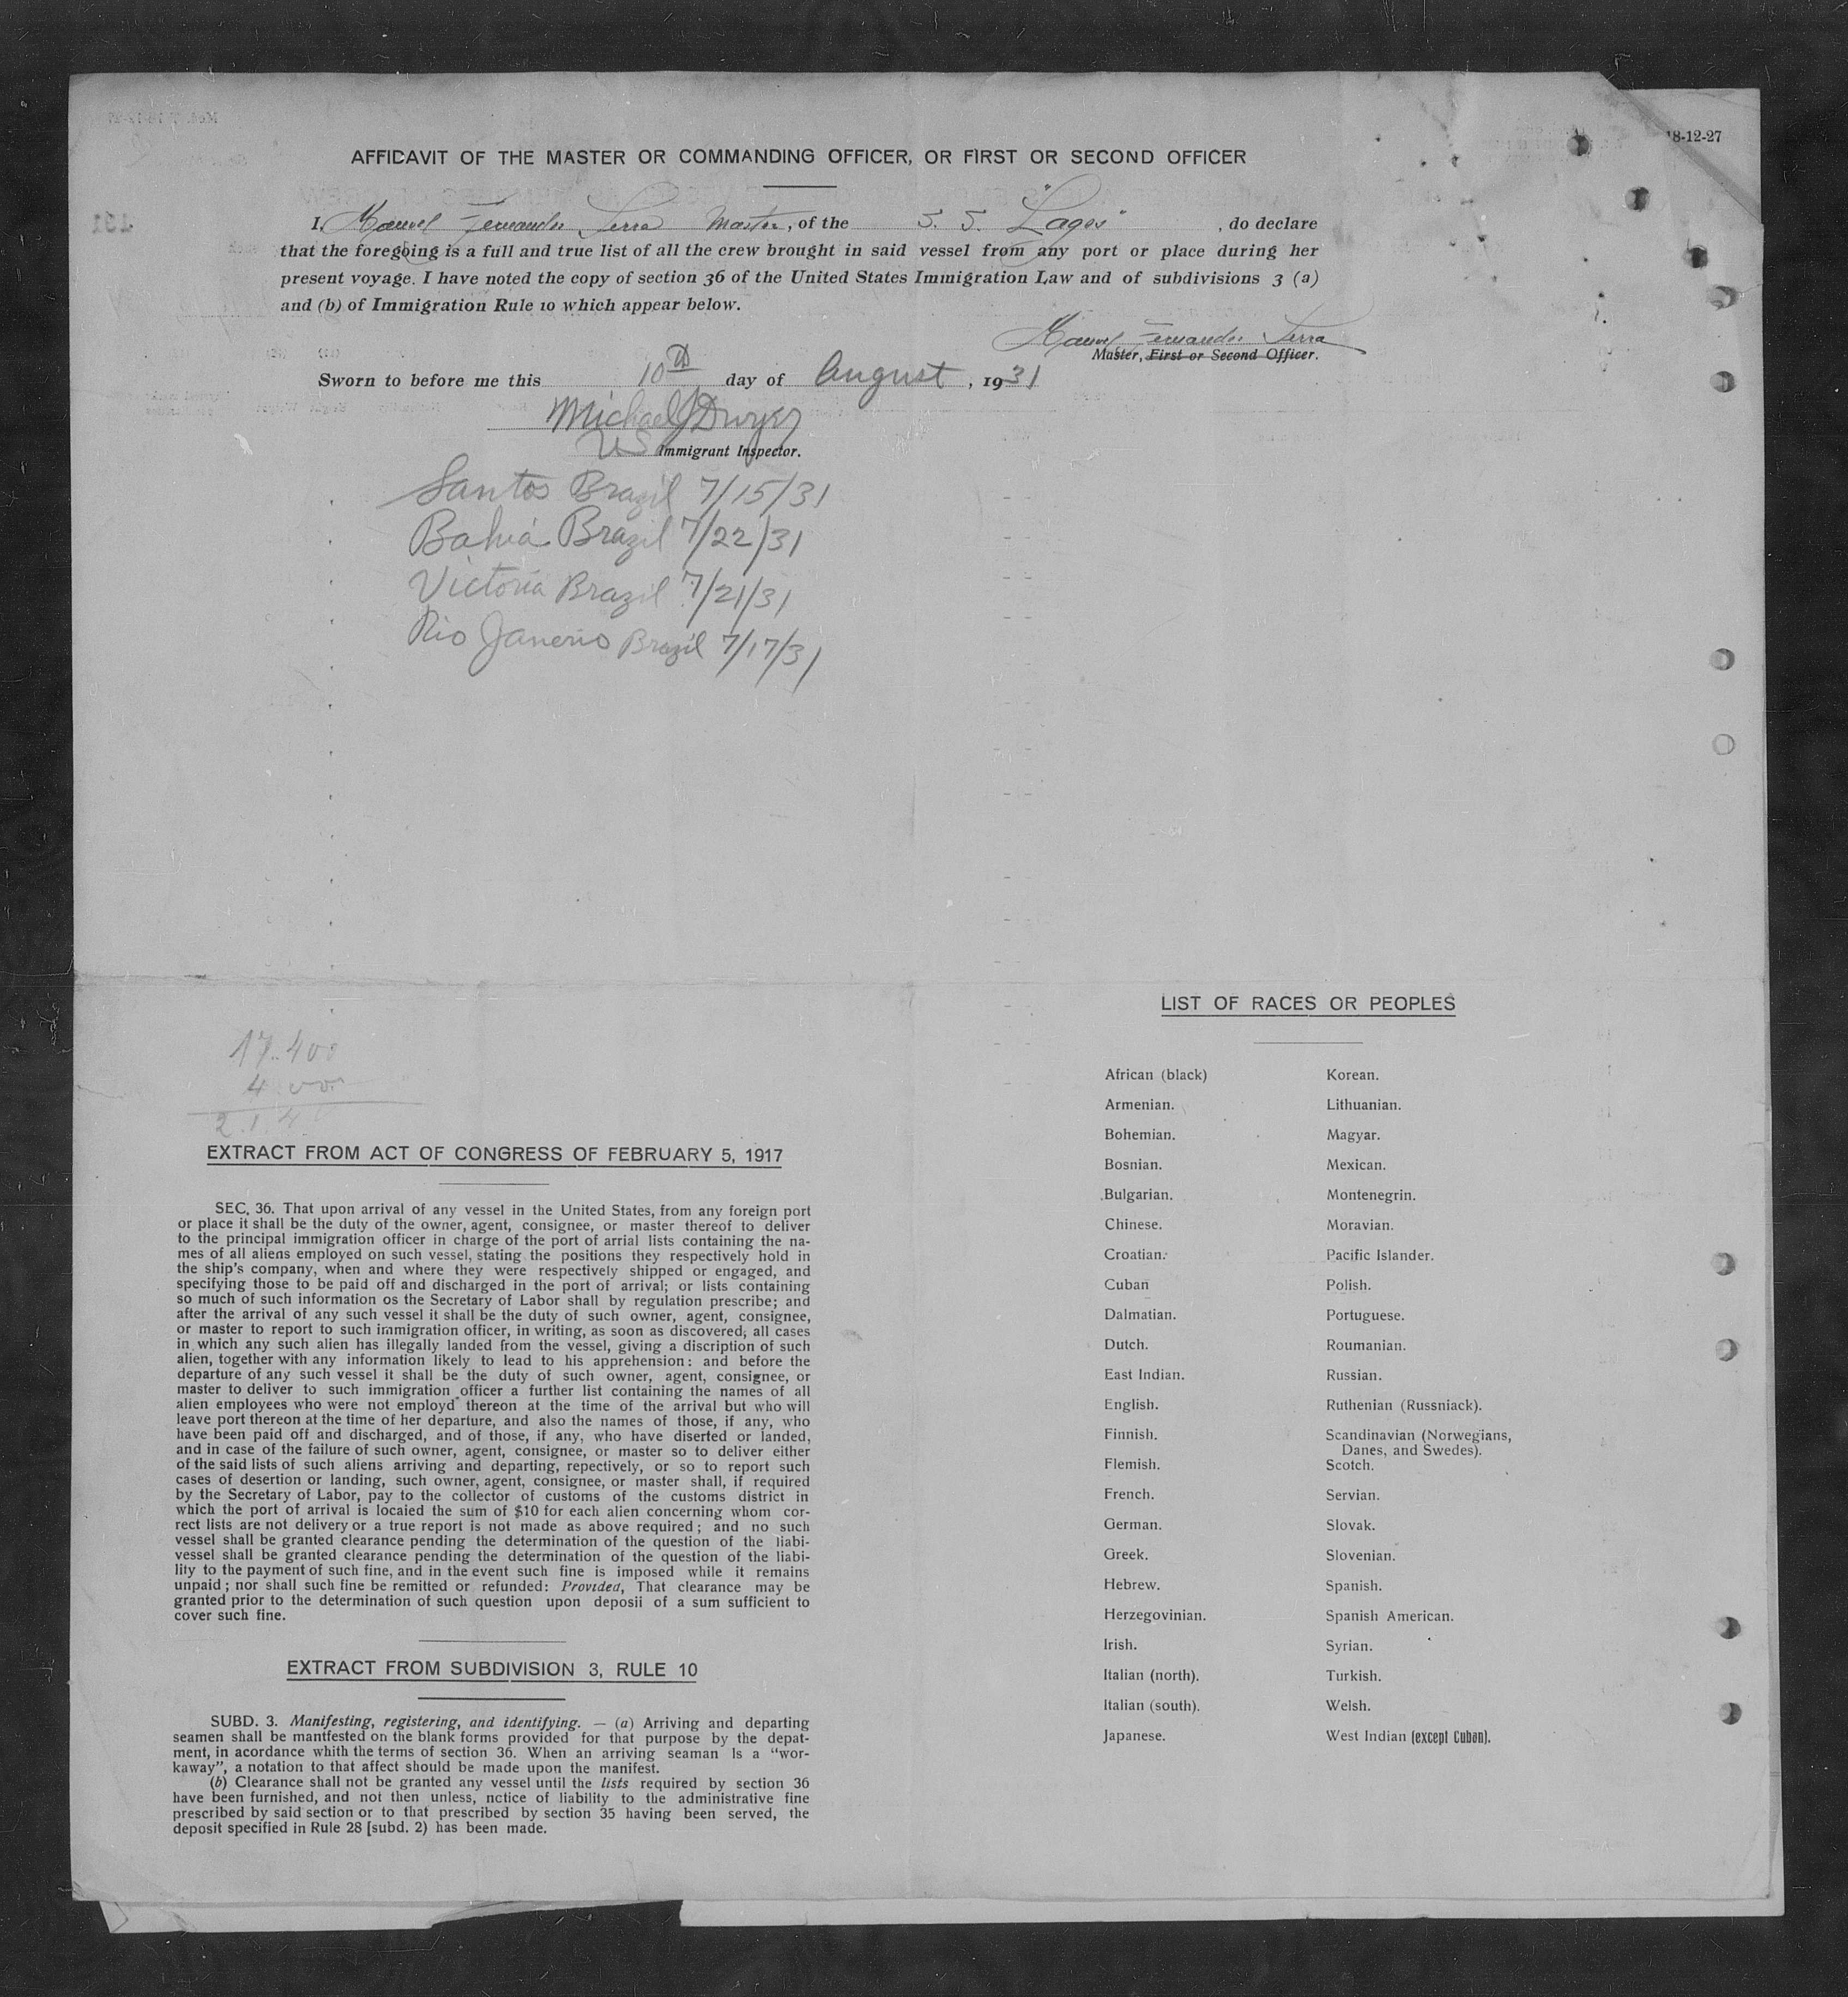 18-12-27
AFFIDAVIT OF THE MASTER OR COMMANDING OFFICER, OR FIRST OR SECOND OFFICER
I, Manuel Fernandes Serra Master, of the S. S. "Lages", do declare
that the foregoing is a full and true list of all the crew brought in said vessel from any port or place during her
present voyage. I have noted the copy of section 36 of the United States Immigration Law and of subdivisions 3 (a)
and (b) of Immigration Rule 10 which appear below.
Manuel Fernandes Serra
Master, First or Second Officer.
Sworn to before me this 10th day of August, 1931
Michael J Dwyer
US Immigrant Inspector.
Santos Brazil 7/15/31
Bahia Brazil 7/22/31
Victoria Brazil 7/21/31
Rio Janerio Brazil 7/17/31
17.400
4 00
2.1.4
EXTRACT FROM ACT OF CONGRESS OF FEBRUARY 5, 1917
SEC. 36. That upon arrival of any vessel in the United States, from any foreign port
or place it shall be the duty of the owner, agent, consignee, or master thereof to deliver
to the principal immigration officer in charge of the port of arrial lists containing the na-
mes of all aliens employed on such vessel, stating the positions they respectively hold in
the ship's company, when and where they were respectively shipped or engaged, and
specifying those to be paid off and discharged in the port of arrival; or lists containing
so much of such information os the Secretary of Labor shall by regulation prescribe; and
after the arrival of any such vessel it shall be the duty of such owner, agent, consignee,
or master to report to such immigration officer, in writing, as soon as discovered, all cases
in which any such alien has illegally landed from the vessel, giving a discription of such
alien, together with any information likely to lead to his apprehension: and before the
departure of any such vessel it shall be the duty of such owner, agent, consignee, or
master to deliver to such immigration officer a further list containing the names of all
alien employees who were not employd thereon at the time of the arrival but who will
leave port thereon at the time of her departure, and also the names of those, if any, who
have been paid off and discharged, and of those, if any, who have diserted or landed,
and in case of the failure of such owner, agent, consignee, or master so to deliver either
of the said lists of such aliens arriving and departing, repectively, or so to report such
cases of desertion or landing, such owner, agent, consignee, or master shall, if required
by the Secretary of Labor, pay to the collector of customs of the customs district in
which the port of arrival is locaied the sum of $10 for each alien concerning whom cor-
rect lists are not delivery or a true report is not made as above required; and no such
vessel shall be granted clearance pending the determination of the question of the liabi-
vessel shall be granted clearance pending the determination of the question of the liabi-
lity to the payment of such fine, and in the event such fine is imposed while it remains
unpaid; nor shall such fine be remitted or refunded: Provided, That clearance may be
granted prior to the determination of such question upon deposii of a sum sufficient to
cover such fine.
EXTRACT FROM SUBDIVISION 3, RULE 10
SUBD. 3. Manifesting, registering, and identifying. — (a) Arriving and departing
seamen shall be mantfested on the blank forms provided for that purpose by the depat-
ment, in acordance whith the terms of section 36. When an arriving seaman Is a "wor-
kaway", a notation to that affect should be made upon the manifest.
(b) Clearance shall not be granted any vessel until the lists required by section 36
have been furnished, and not then unless, nctice of liability to the administrative fine
prescribed by said section or to that prescribed by section 35 having been served, the
deposit specified in Rule 28 [subd. 2) has been made.
LIST OF RACES OR PEOPLES
African (black)
Armenian.
Bohemian.
Bosnian.
Bulgarian.
Chinese.
Croatian.
Cuban
Dalmatian.
Dutch.
East Indian.
English.
Finnish.
Flemish.
French.
German.
Greek.
Hebrew.
Herzegovinian.
Irish.
Italian (north).
Italian (south).
Japanese.
Korean.
Lithuanian.
Magyar.
Mexican.
Montenegrin.
Moravian.
Pacific Islander.
Polish.
Portuguese.
Roumanian.
Russian.
Ruthenian (Russniack).
Scandinavian (Norwegians,
Danes, and Swedes).
Scotch.
Servian.
Slovak.
Slovenian.
Spanish.
Spanish American.
Syrian.
Turkish.
Welsh.
West Indian (except Cuban).